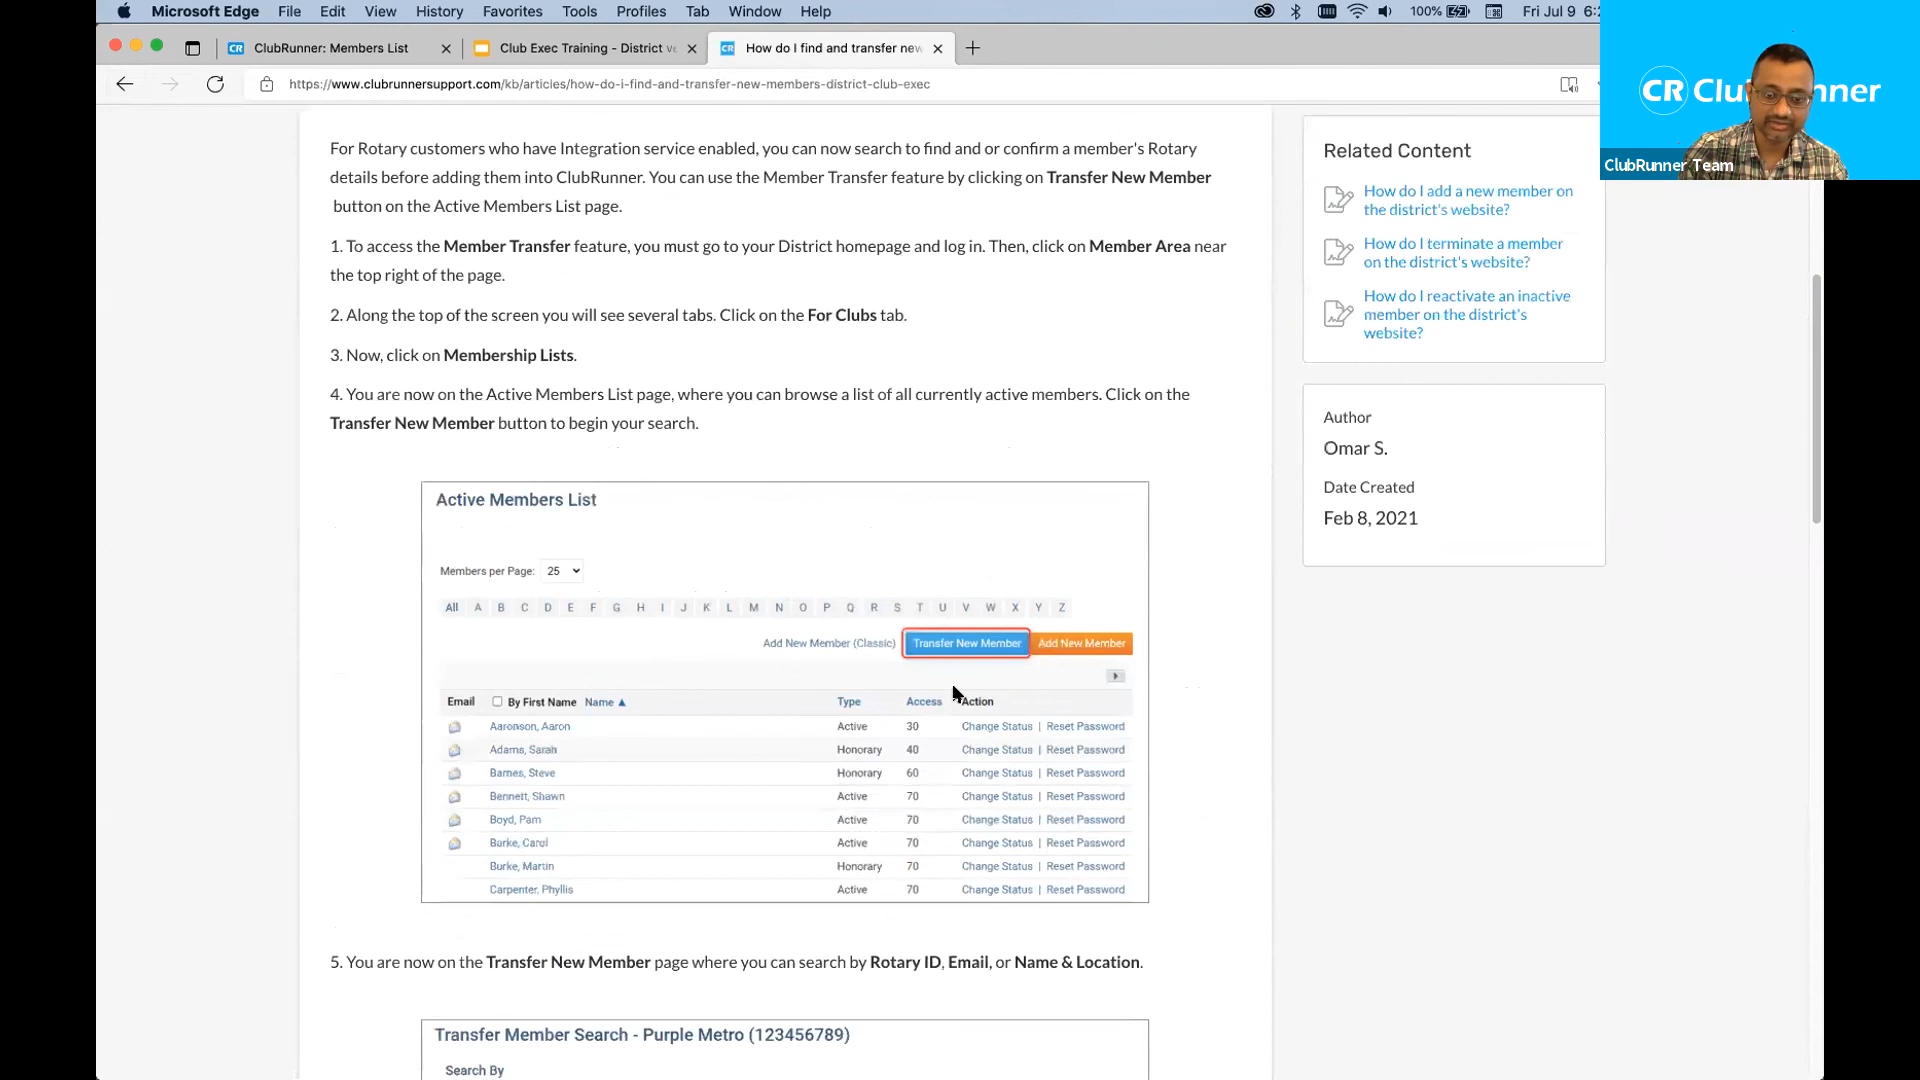 Microsoft Edge File Edit View History Favorites Tools Profiles Tab Window Help 100% Fri Jul 9 6:2
CR ClubRunner: Members List
Club Exec Training - District ve
CR How do I find and transfer new
https://www.clubrunnersupport.com/kb/articles/how-do-i-find-and-transfer-new-members-district-club-exec
For Rotary customers who have Integration service enabled, you can now search to find and or confirm a member's Rotary
details before adding them into ClubRunner. You can use the Member Transfer feature by clicking on Transfer New Member
button on the Active Members List page.
1. To access the Member Transfer feature, you must go to your District homepage and log in. Then, click on Member Area near
the top right of the page.
2. Along the top of the screen you will see several tabs. Click on the For Clubs tab.
3. Now, click on Membership Lists.
4. You are now on the Active Members List page, where you can browse a list of all currently active members. Click on the
Transfer New Member button to begin your search.
Active Members List
Members per Page: 25
All A B C D E F G H I J K L M N O P Q R S T U V W X Y Z
Add New Member (Classic) Transfer New Member Add New Member
Email By First Name Name Type Access Action
Aaronson, Aaron Active 30 Change Status | Reset Password
Adams, Sarah Honorary 40 Change Status | Reset Password
Barnes, Steve Honorary 60 Change Status | Reset Password
Bennett, Shawn Active 70 Change Status | Reset Password
Boyd, Pam Active 70 Change Status | Reset Password
Burke, Carol Active 70 Change Status | Reset Password
Burke, Martin Honorary 70 Change Status | Reset Password
Carpenter, Phyllis Active 70 Change Status | Reset Password
5. You are now on the Transfer New Member page where you can search by Rotary ID, Email, or Name & Location.
Transfer Member Search - Purple Metro (123456789)
Search By
Related Content
How do I add a new member on
the district's website?
How do I terminate a member
on the district's website?
How do I reactivate an inactive
member on the district's
website?
Author
Omar S.
Date Created
Feb 8, 2021
CR Clu nner
ClubRunner Team